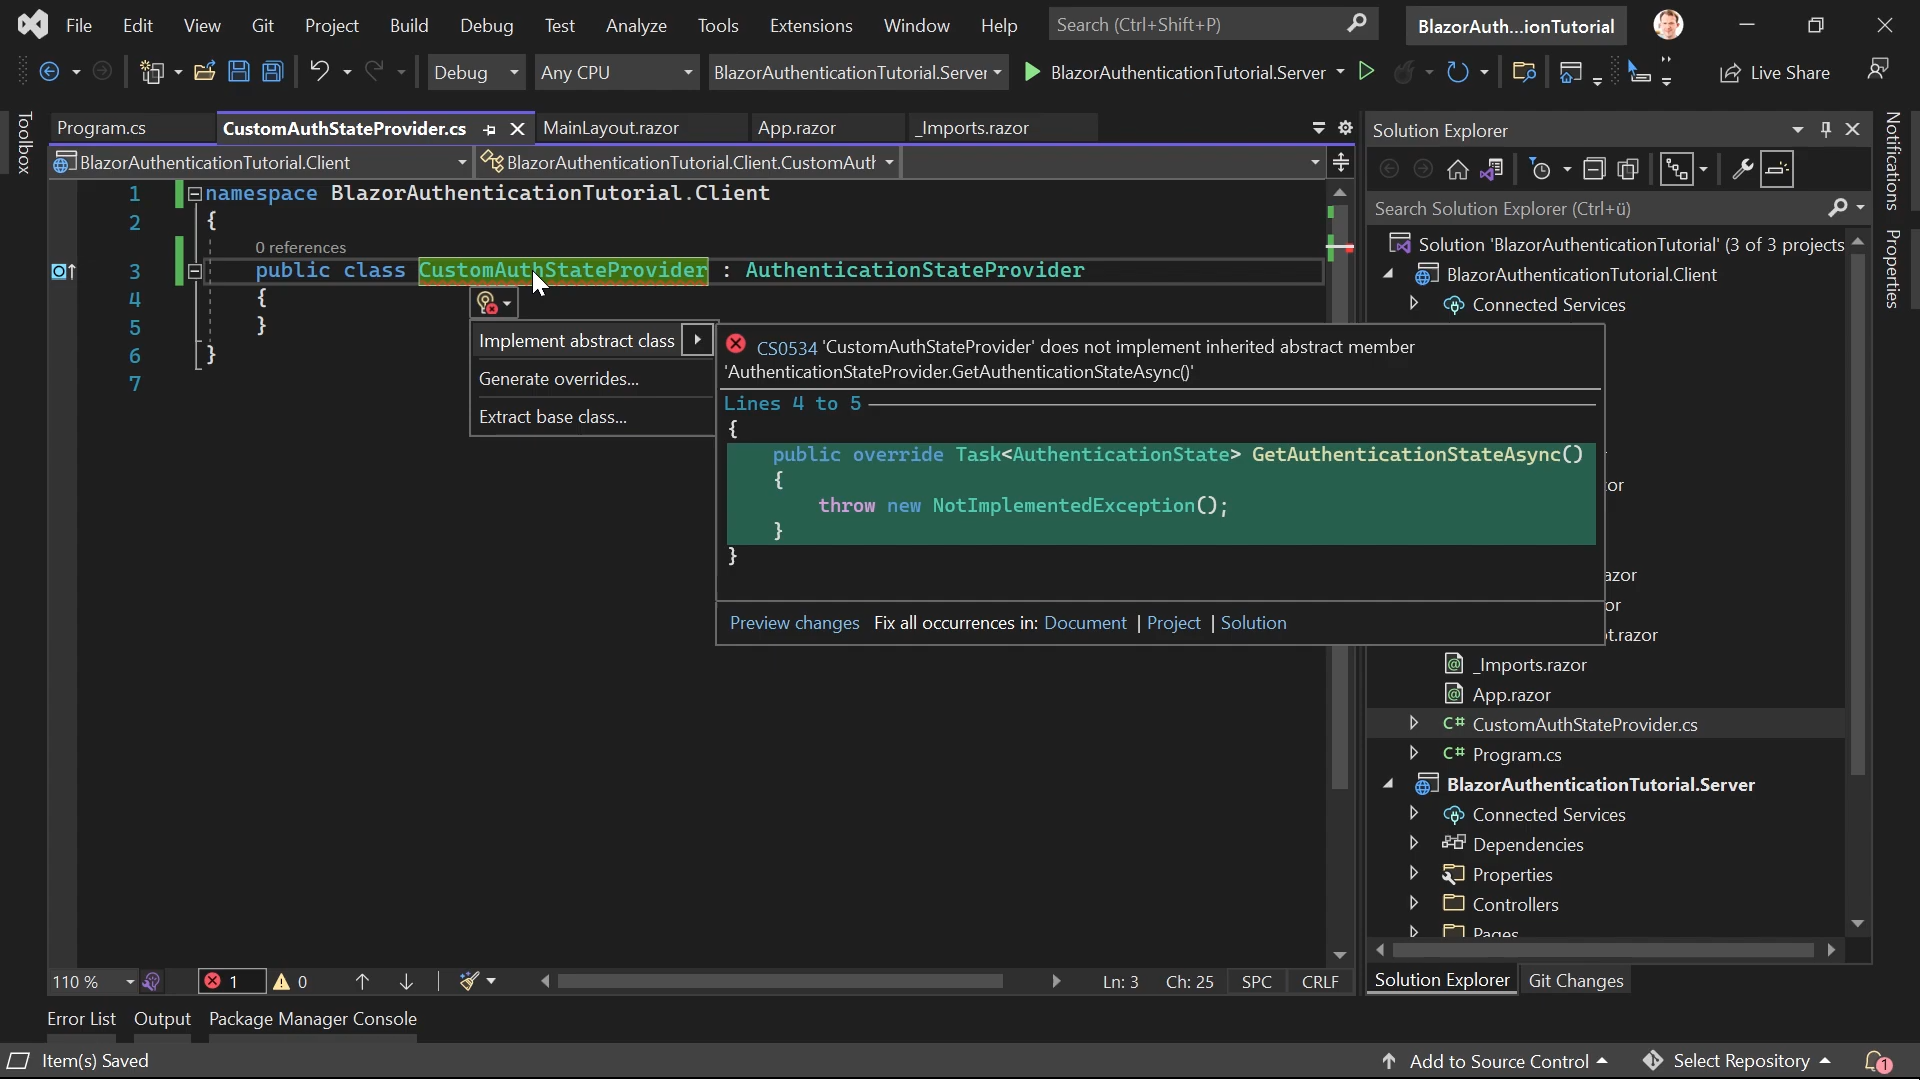 File Edit View Git Project Build Debug Test Analyze Tools Extensions Window Help Search (Ctrl+Shift+P) BlazorAuth...ionTutorial
Debug Any CPU BlazorAuthenticationTutorial.Server BlazorAuthenticationTutorial.Server Live Share
Toolbox
Program.cs CustomAuthStateProvider.cs MainLayout.razor App.razor _Imports.razor
BlazorAuthenticationTutorial.Client BlazorAuthenticationTutorial.Client.CustomAuth
1 namespace BlazorAuthenticationTutorial.Client
2 {
0 references
3 public class CustomAuthStateProvider : AuthenticationStateProvider
4 {
5 }
6 }
7
Implement abstract class
Generate overrides...
Extract base class...
CS0534 'CustomAuthStateProvider' does not implement inherited abstract member
'AuthenticationStateProvider.GetAuthenticationStateAsync()'
Lines 4 to 5
{
public override Task<AuthenticationState> GetAuthenticationStateAsync()
{
throw new NotImplementedException();
}
}
Preview changes Fix all occurrences in: Document | Project | Solution
Solution Explorer
Search Solution Explorer (Ctrl+ü)
Solution 'BlazorAuthenticationTutorial' (3 of 3 projects
BlazorAuthenticationTutorial.Client
Connected Services
or
azor
or
t.razor
_Imports.razor
App.razor
C# CustomAuthStateProvider.cs
C# Program.cs
BlazorAuthenticationTutorial.Server
Connected Services
Dependencies
Properties
Controllers
Pages
Solution Explorer Git Changes
Notifications
Properties
110 % 1 0 Ln: 3 Ch: 25 SPC CRLF
Error List Output Package Manager Console
Item(s) Saved Add to Source Control Select Repository 1